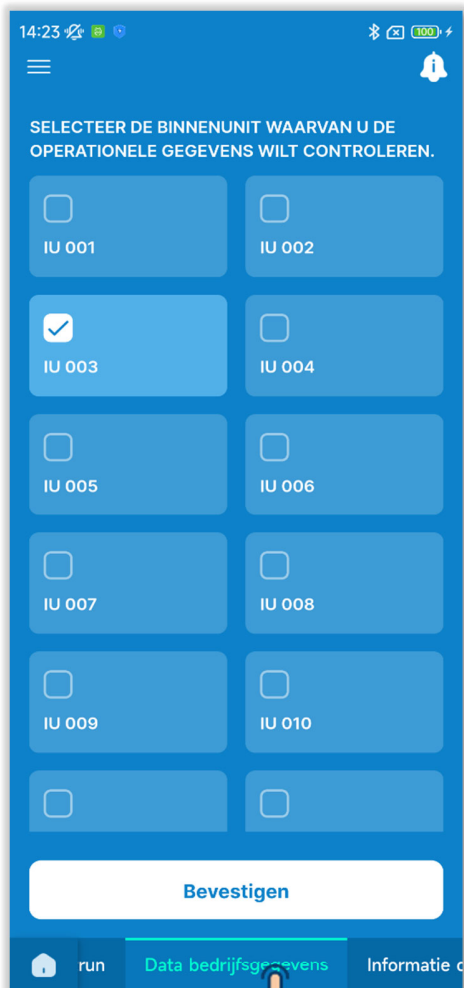 14:23 100
SELECTEER DE BINNENUNIT WAARVAN U DE
OPERATIONELE GEGEVENS WILT CONTROLEREN.
IU 001 IU 002
IU 003 IU 004
IU 005 IU 006
IU 007 IU 008
IU 009 IU 010
Bevestigen
run Data bedrijfsgegevens Informatie